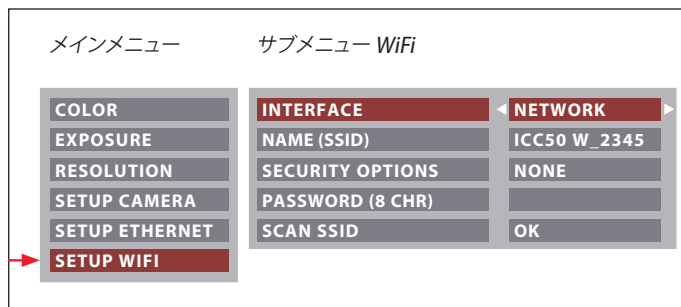 メインメニュー
サブメニュー WiFi
COLOR
EXPOSURE
RESOLUTION
SETUP CAMERA
SETUP ETHERNET
SETUP WIFI
INTERFACE NETWORK
NAME (SSID) ICC50 W_2345
SECURITY OPTIONS NONE
PASSWORD (8 CHR)
SCAN SSID OK